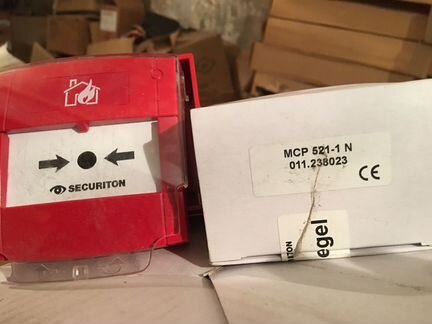 SECURITON
MCP 521-1 N
011.238023
CE
egel